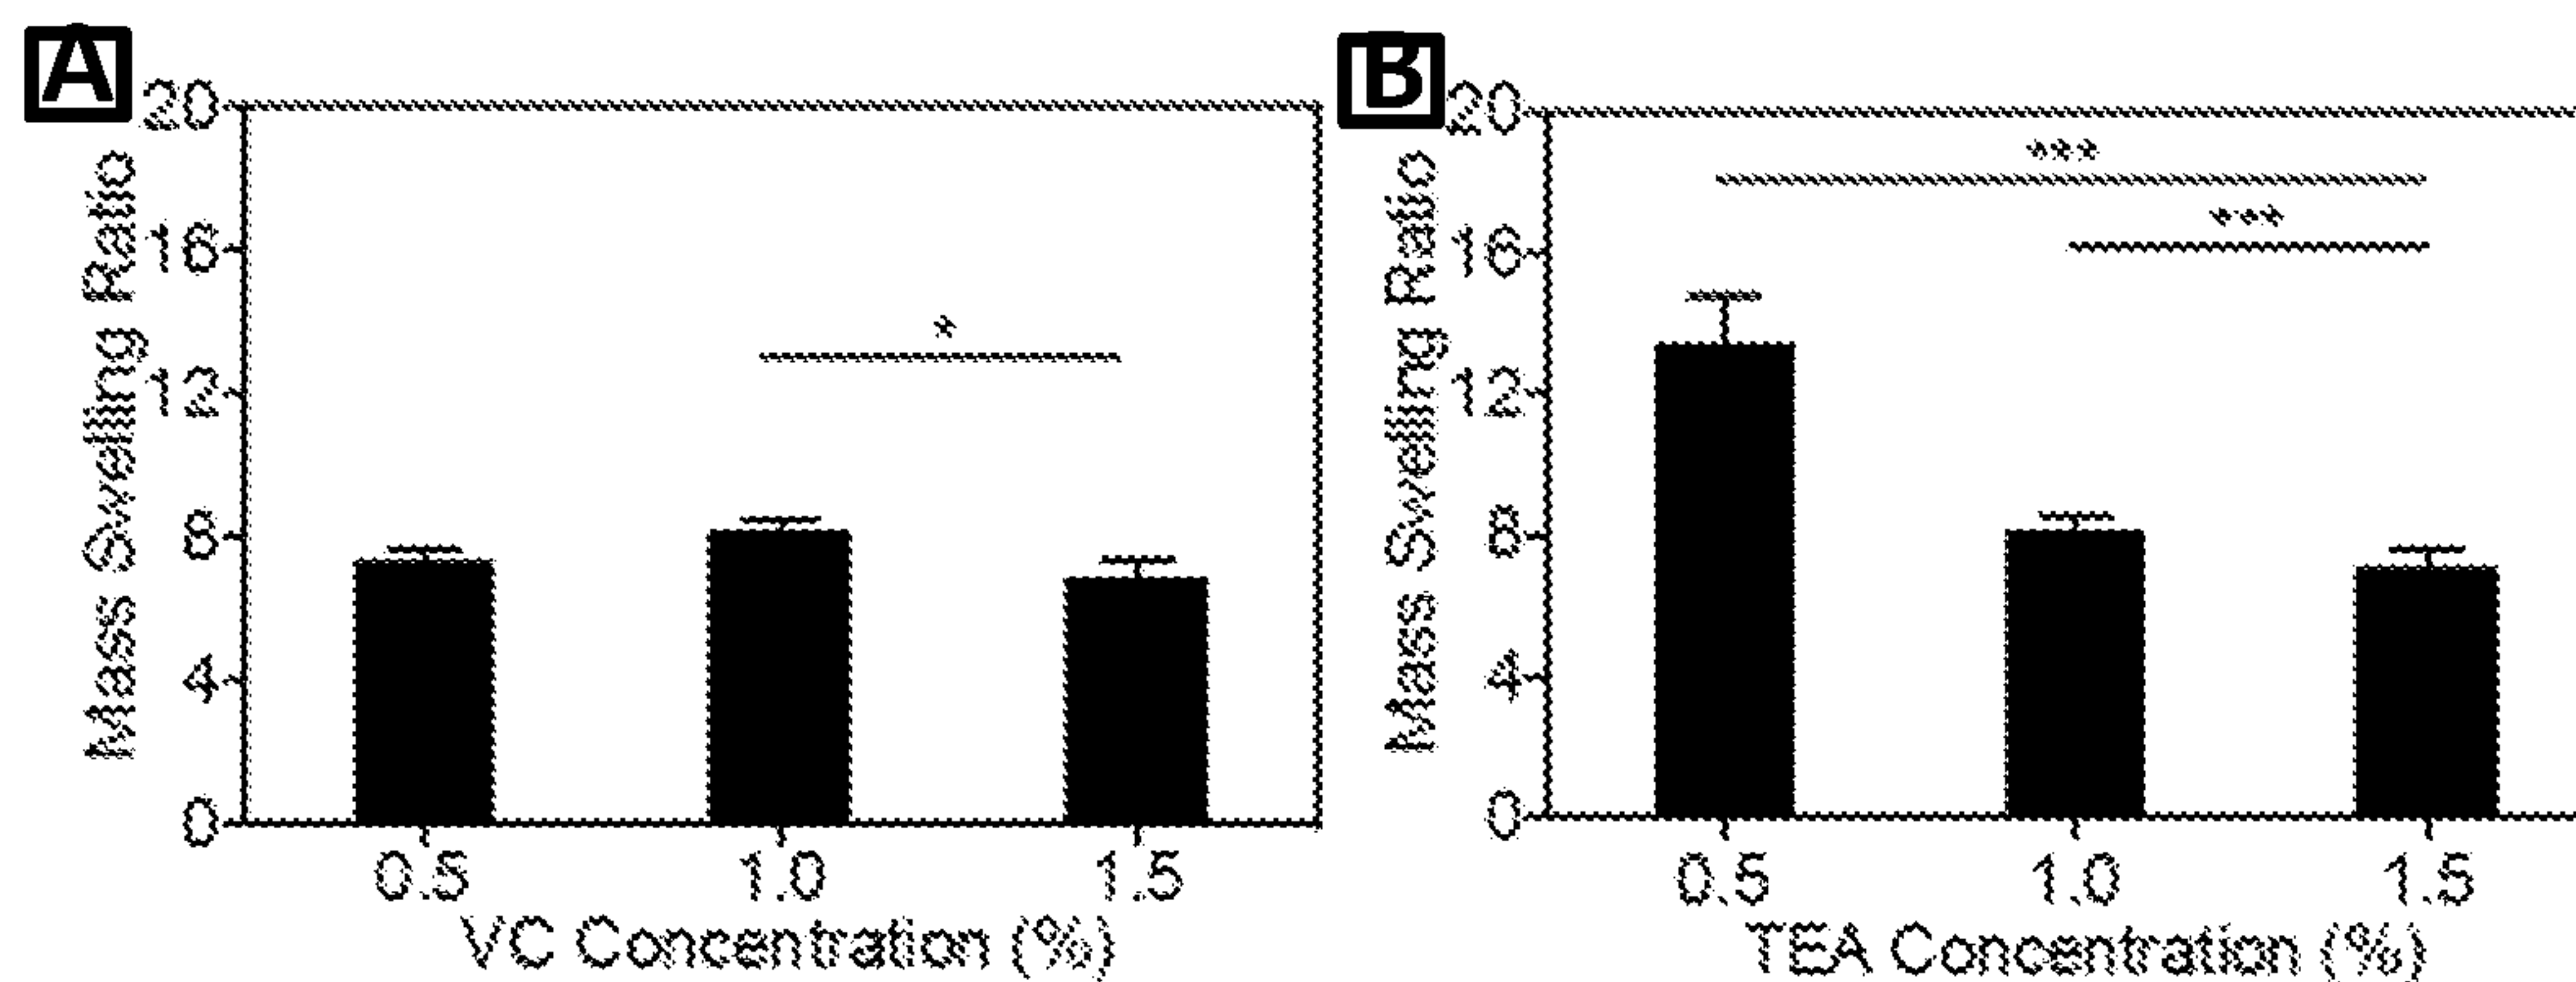 A
Mass Swelling Ratio
20
16
12
8
4
0
*
0.5 1.0 1.5
VC Concentration (%)
B
Mass Swelling Ratio
20
16
12
8
4
0
***
***
0.5 1.0 1.5
TEA Concentration (%)